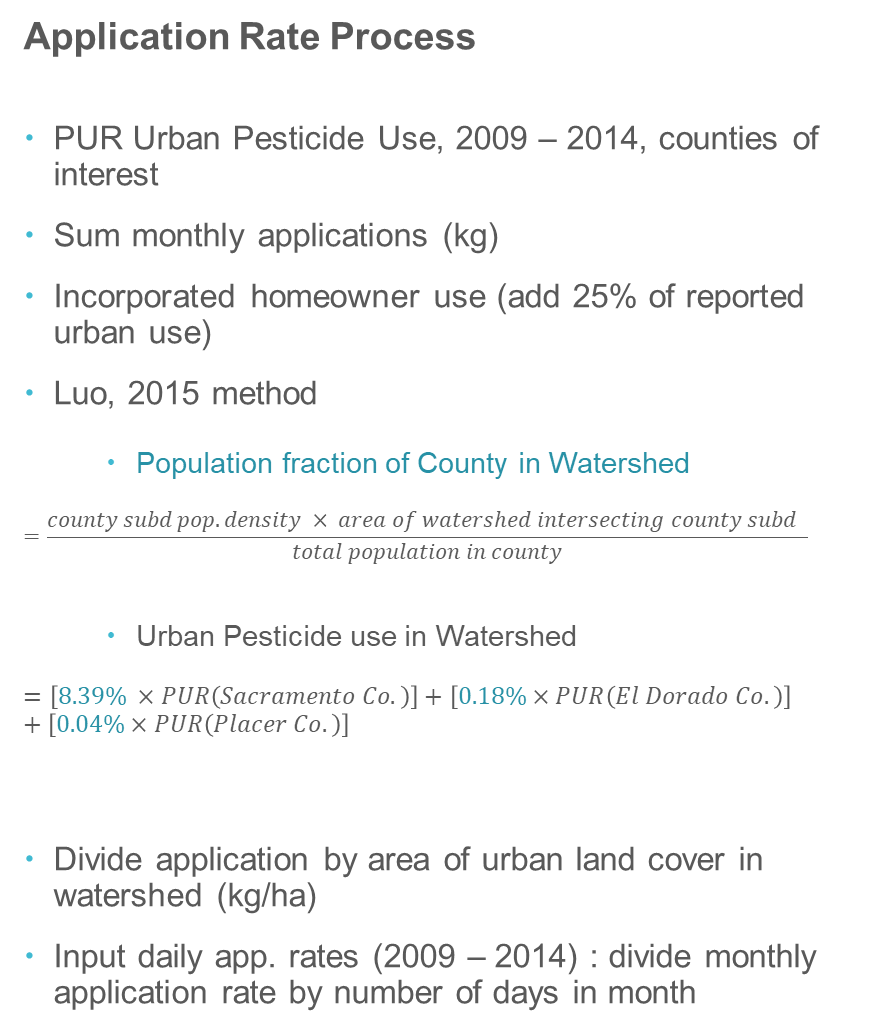 Application Rate Process
• PUR Urban Pesticide Use, 2009 – 2014, counties of
interest
• Sum monthly applications (kg)
• Incorporated homeowner use (add 25% of reported
urban use)
• Luo, 2015 method
• Population fraction of County in Watershed
= county subd pop. density × area of watershed intersecting county subd
total population in county
• Urban Pesticide use in Watershed
= [8.39% × PUR(Sacramento Co.)] + [0.18% × PUR(El Dorado Co.)]
+ [0.04% × PUR(Placer Co.)]
• Divide application by area of urban land cover in
watershed (kg/ha)
• Input daily app. rates (2009 – 2014) : divide monthly
application rate by number of days in month